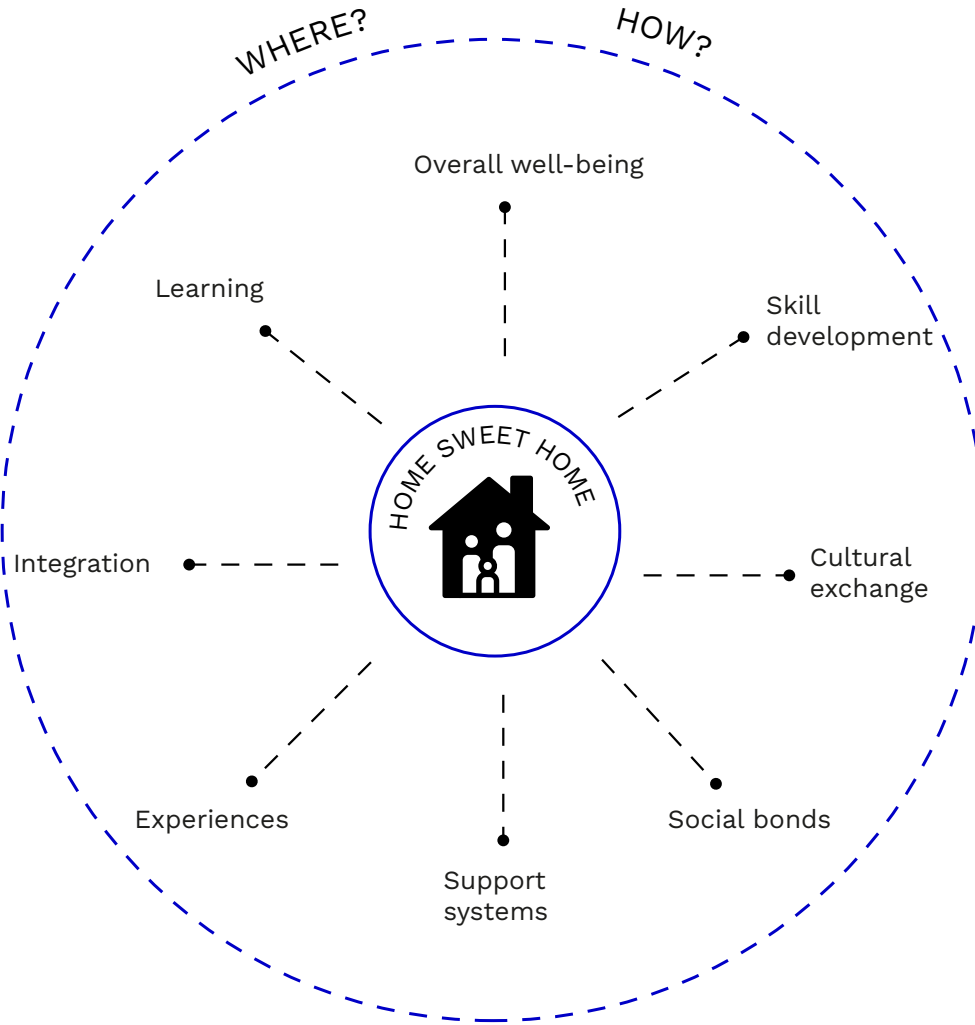 WHERE?
HOW?
Overall well-being
Learning
Skill
development
HOME SWEET HOME
Integration
Cultural
exchange
Experiences
Social bonds
Support
systems